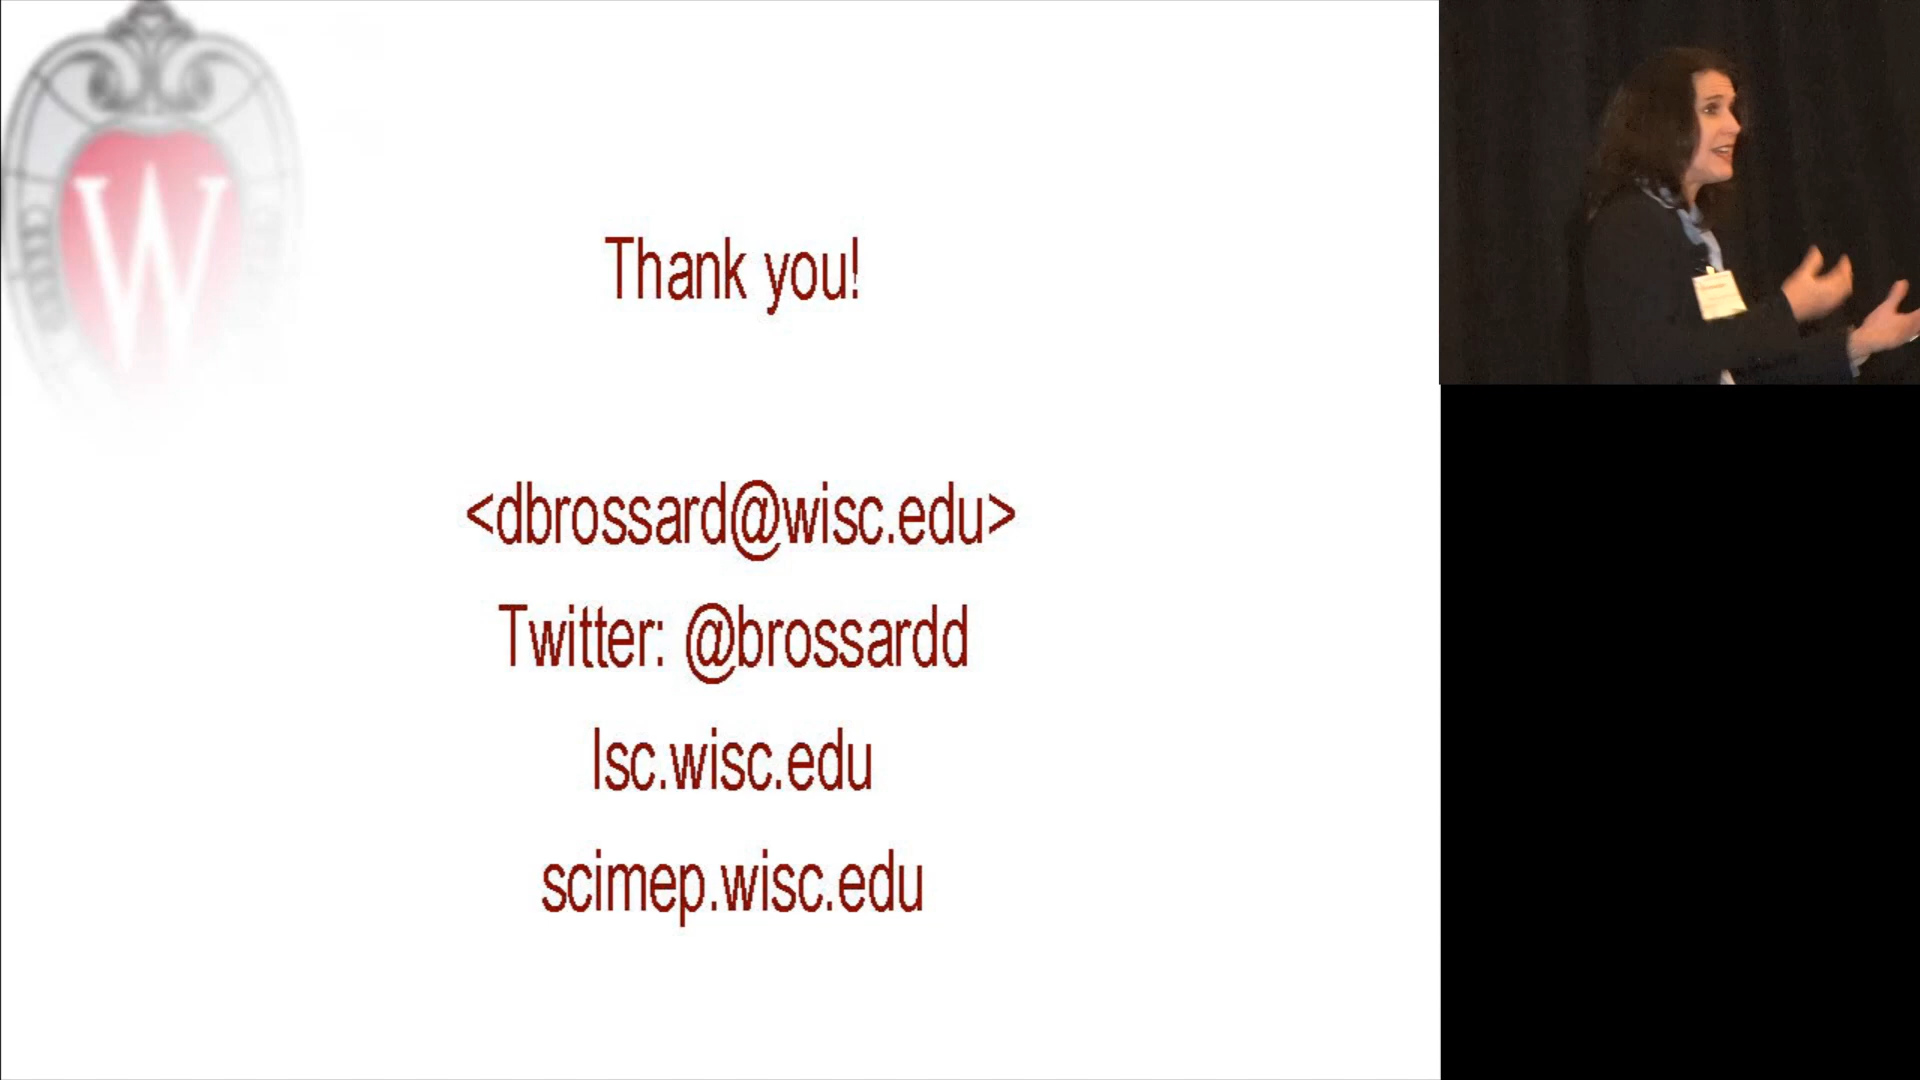 W
Thank you!
<dbrossard@wisc.edu>
Twitter: @brossardd
lsc.wisc.edu
scimep.wisc.edu